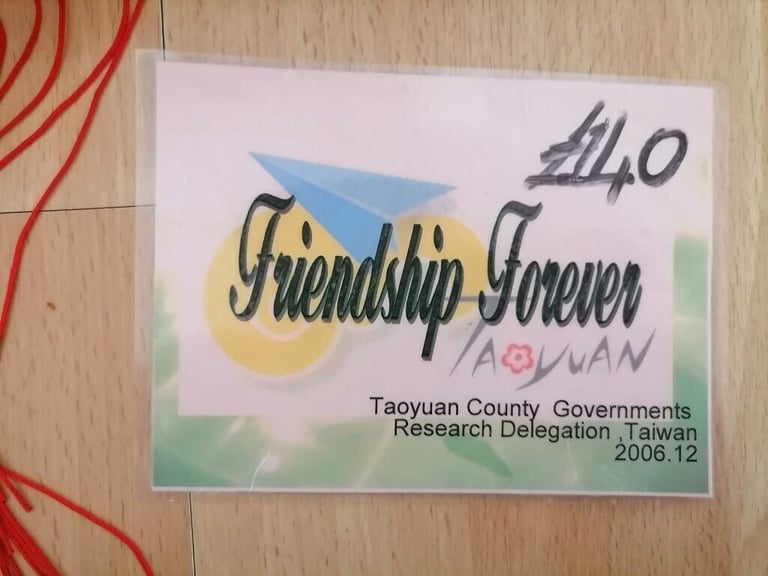 £14.0
Friendship Forever
TAOYUAN
Taoyuan County Governments
Research Delegation ,Taiwan
2006.12